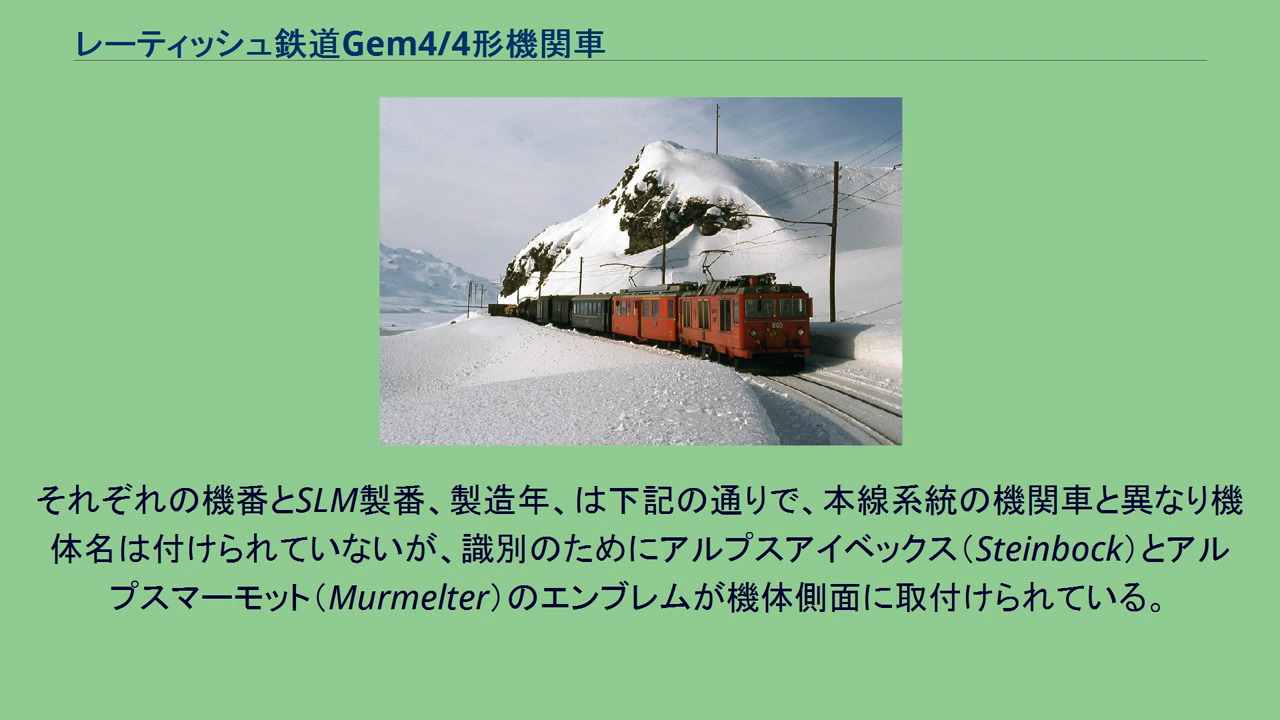 レーティッシュ鉄道Gem4/4形機関車
それぞれの機番とSLM製番、製造年、は下記の通りで、本線系統の機関車と異なり機
体名は付けられていないが、識別のためにアルプスアイベックス（Steinbock）とアル
プスマーモット（Murmelter）のエンブレムが機体側面に取付けられている。